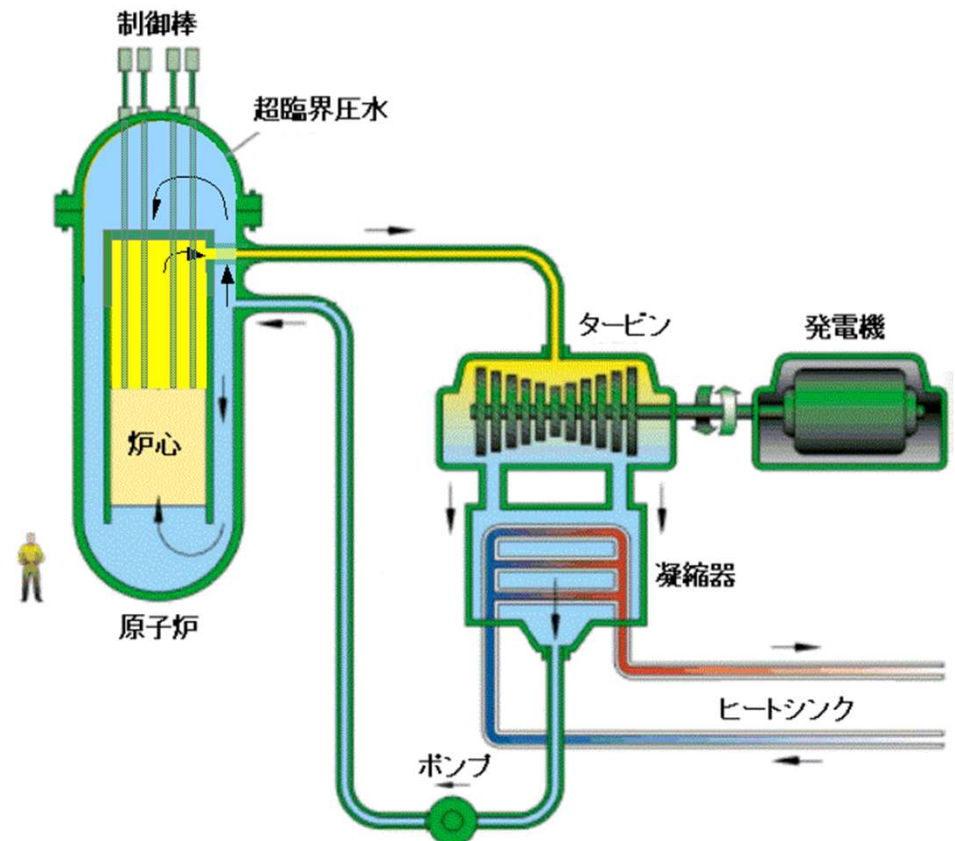 制御棒
超臨界圧水
タービン
発電機
炉心
凝縮器
原子炉
ヒートシンク
ポンプ